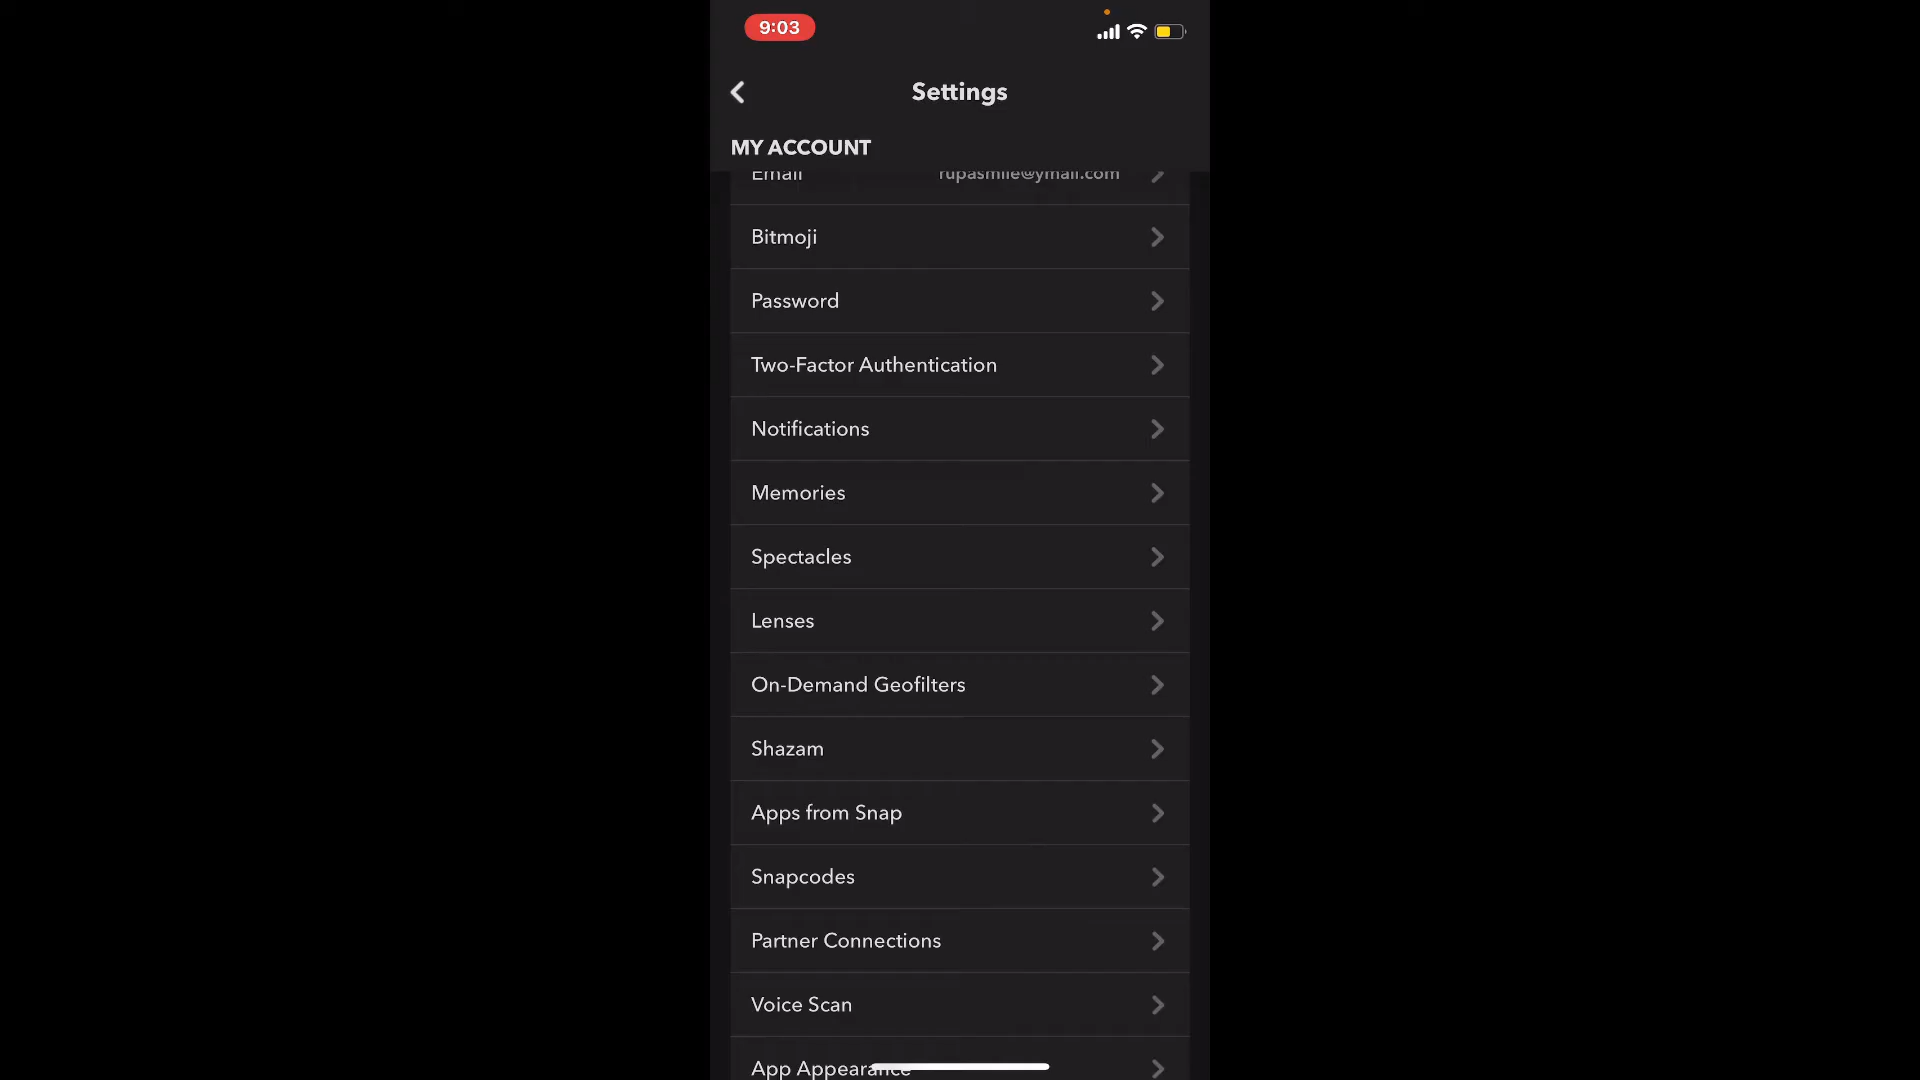 9:03
Settings
MY ACCOUNT
Email rupasmile@ymail.com
Bitmoji
Password
Two-Factor Authentication
Notifications
Memories
Spectacles
Lenses
On-Demand Geofilters
Shazam
Apps from Snap
Snapcodes
Partner Connections
Voice Scan
App Appearance